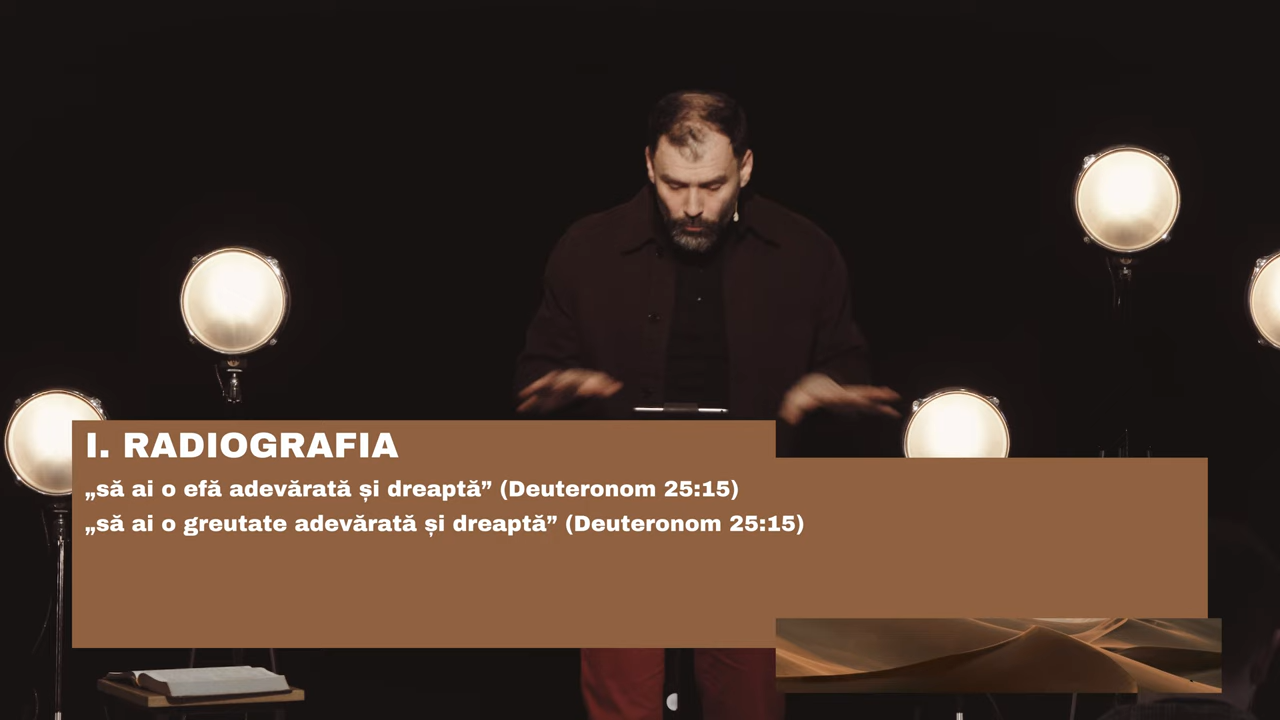 I. RADIOGRAFIA
„să ai o efă adevărată și dreaptă” (Deuteronom 25:15)
„să ai o greutate adevărată și dreaptă” (Deuteronom 25:15)